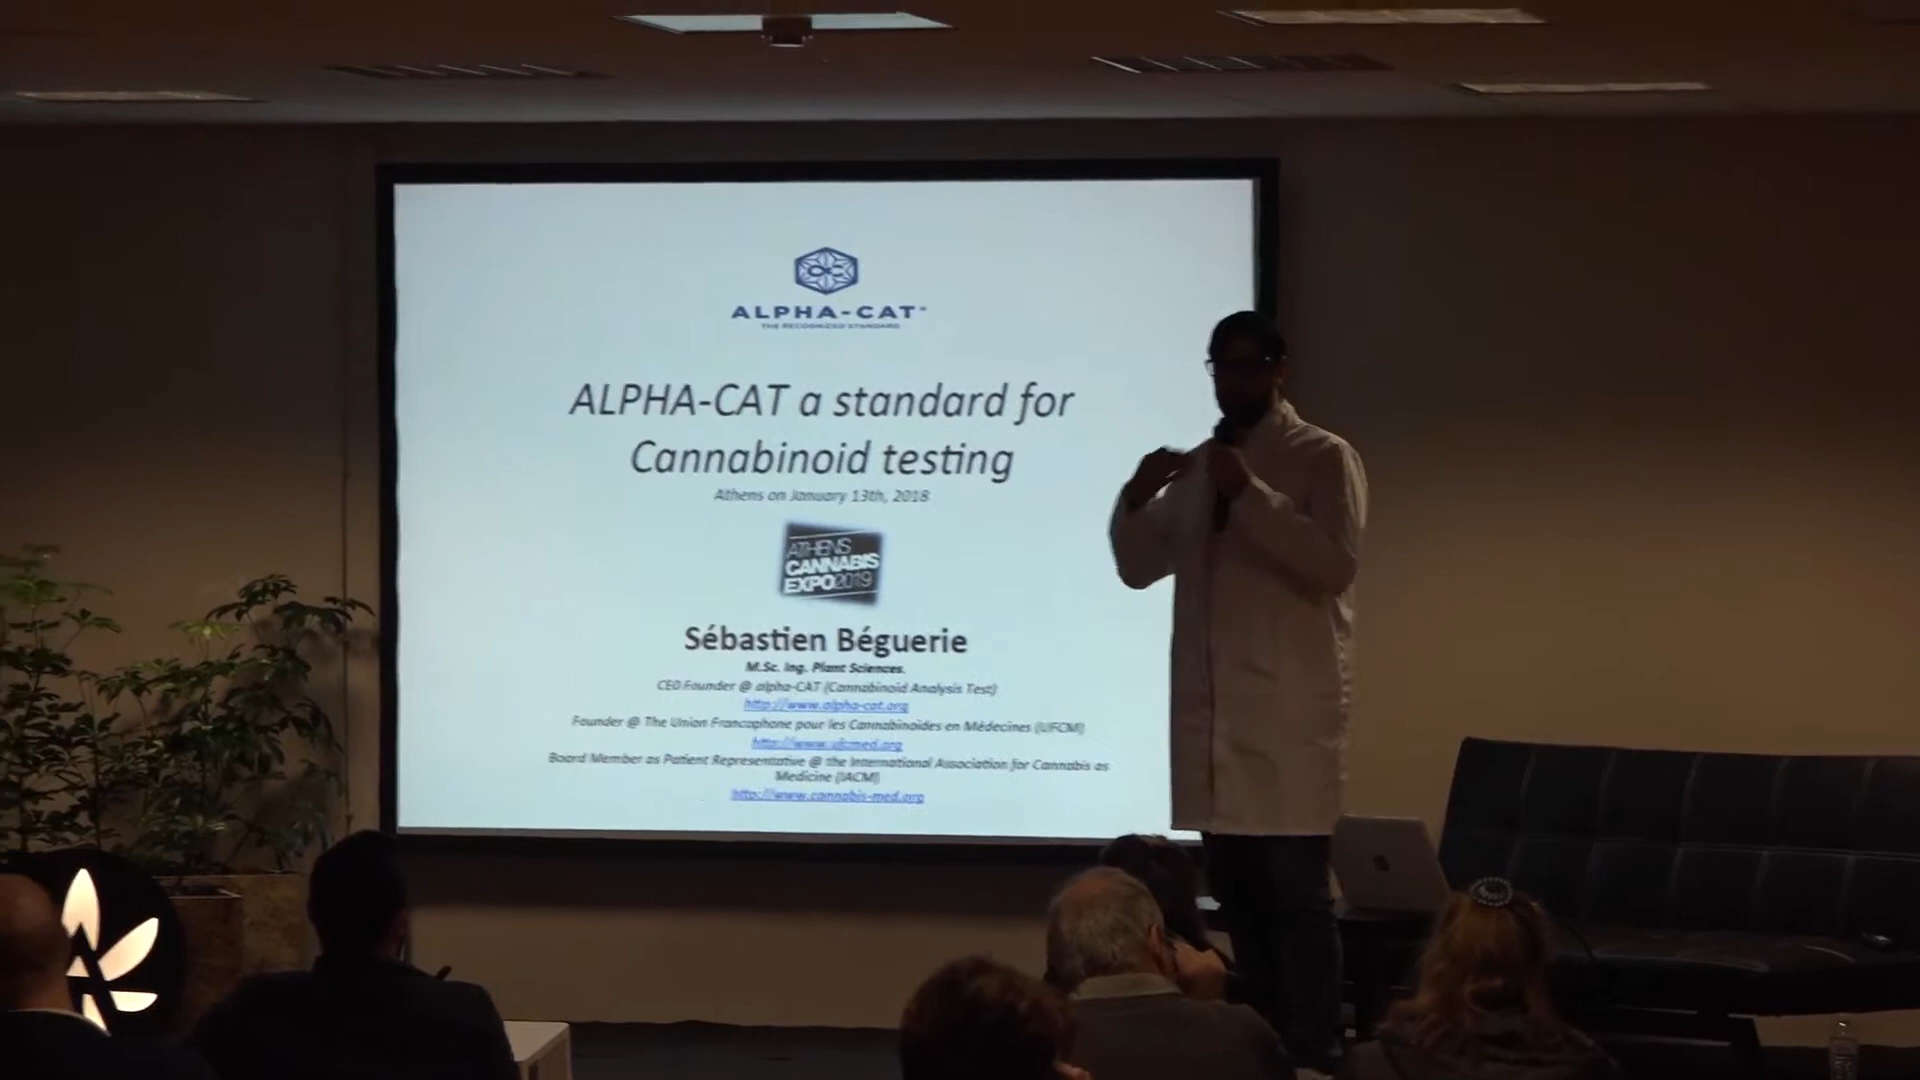 ALPHA-CAT
THE RECOGNIZED STANDARD
ALPHA-CAT a standard for
Cannabinoid testing
Athens on January 13th, 2018
ATHENS
CANNABIS
EXPO2019
Sébastien Béguerie
M.Sc. Ing. Plant Sciences.
CEO Founder @ alpha-CAT (Cannabinoid Analysis Test)
http://www.alpha-cat.org
Founder @ The Union Francophone pour les Cannabinoïdes en Médecines (UFCM)
http://www.ufcmed.org
Board Member as Patient Representative @ the International Association for Cannabis as
Medicine (IACM)
http://www.cannabis-med.org